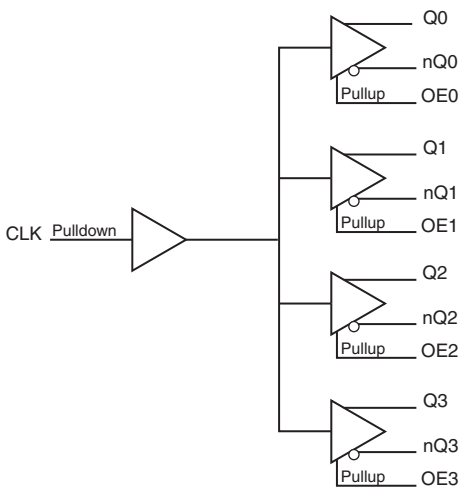 Q0
nQ0
Pullup OE0
Q1
nQ1
Pullup OE1
CLK Pulldown
Q2
nQ2
Pullup OE2
Q3
nQ3
Pullup OE3